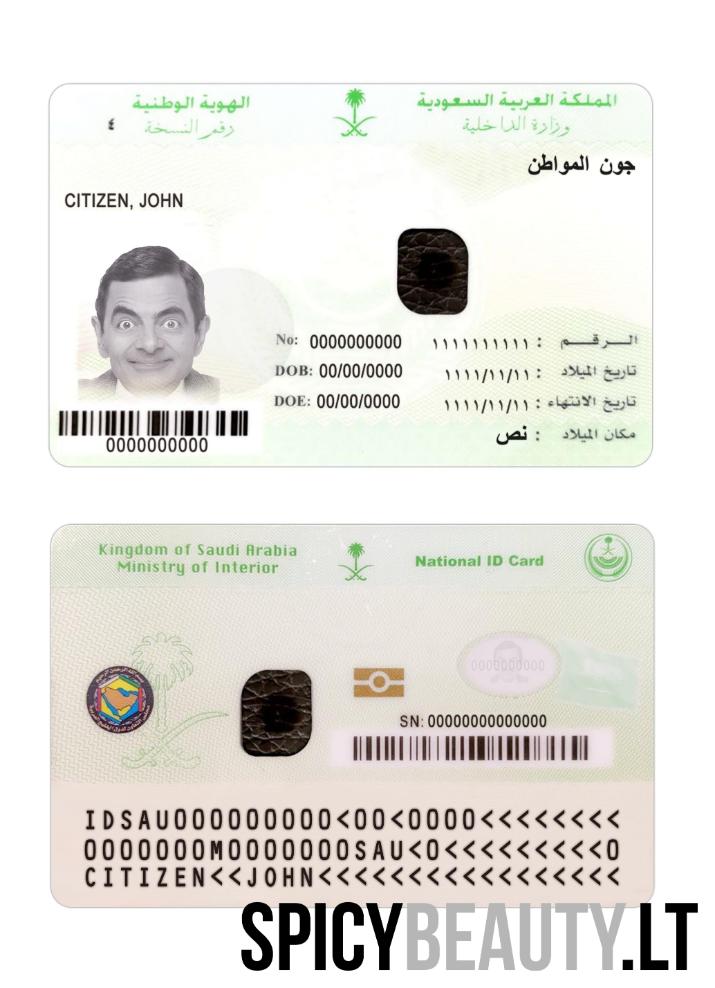 المملكة العربية السعودية
وزارة الداخلية
الهوية الوطنية
رقم النسخة ٤
جون المواطن
CITIZEN, JOHN
No: 0000000000
الرقم : ١١١١١١١١١١
DOB: 00/00/0000
تاريخ الميلاد : ١١١١/١١/١١
DOE: 00/00/0000
تاريخ الانتهاء : ١١١١/١١/١١
مكان الميلاد : نص
0000000000
Kingdom of Saudi Arabia
Ministry of Interior
National ID Card
0000000000
SN: 00000000000000
IDSAU0000000000<00<0000<<<<<<<<
0000000M0000000SAU<0<<<<<<<<<<0
CITIZEN<<JOHN<<<<<<<<<<<<<<<<<<
SPICYBEAUTY.LT